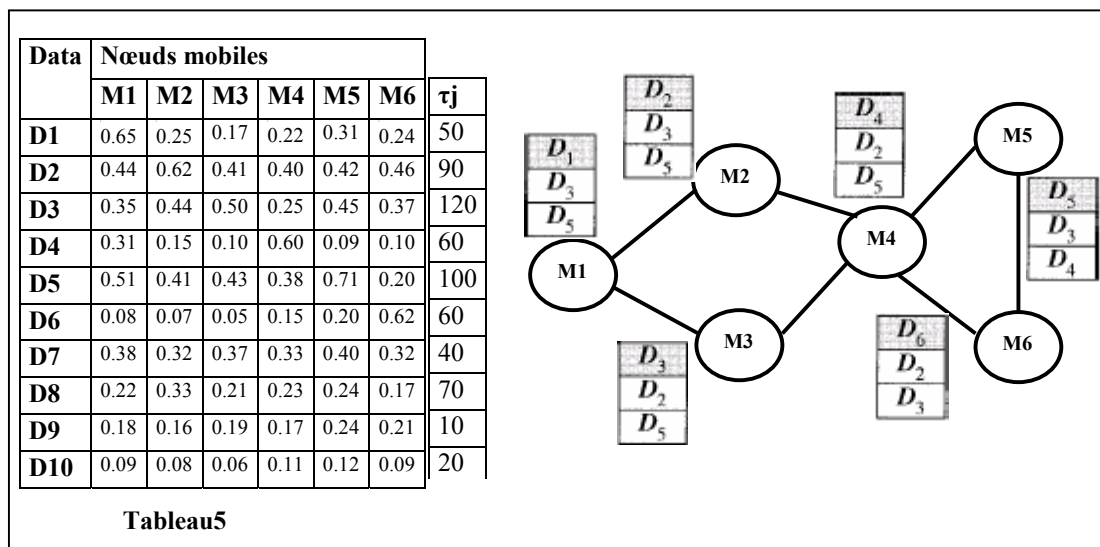 Data Nœuds mobiles
M1 M2 M3 M4 M5 M6 τj
D1 0.65 0.25 0.17 0.22 0.31 0.24 50
D2 0.44 0.62 0.41 0.40 0.42 0.46 90
D3 0.35 0.44 0.50 0.25 0.45 0.37 120
D4 0.31 0.15 0.10 0.60 0.09 0.10 60
D5 0.51 0.41 0.43 0.38 0.71 0.20 100
D6 0.08 0.07 0.05 0.15 0.20 0.62 60
D7 0.38 0.32 0.37 0.33 0.40 0.32 40
D8 0.22 0.33 0.21 0.23 0.24 0.17 70
D9 0.18 0.16 0.19 0.17 0.24 0.21 10
D10 0.09 0.08 0.06 0.11 0.12 0.09 20
Tableau5
D1
D3
D5
M1
D2
D3
D5
M2
D3
D2
D5
M3
D4
D2
D5
M4
M5
D5
D3
D4
D6
D2
D3
M6